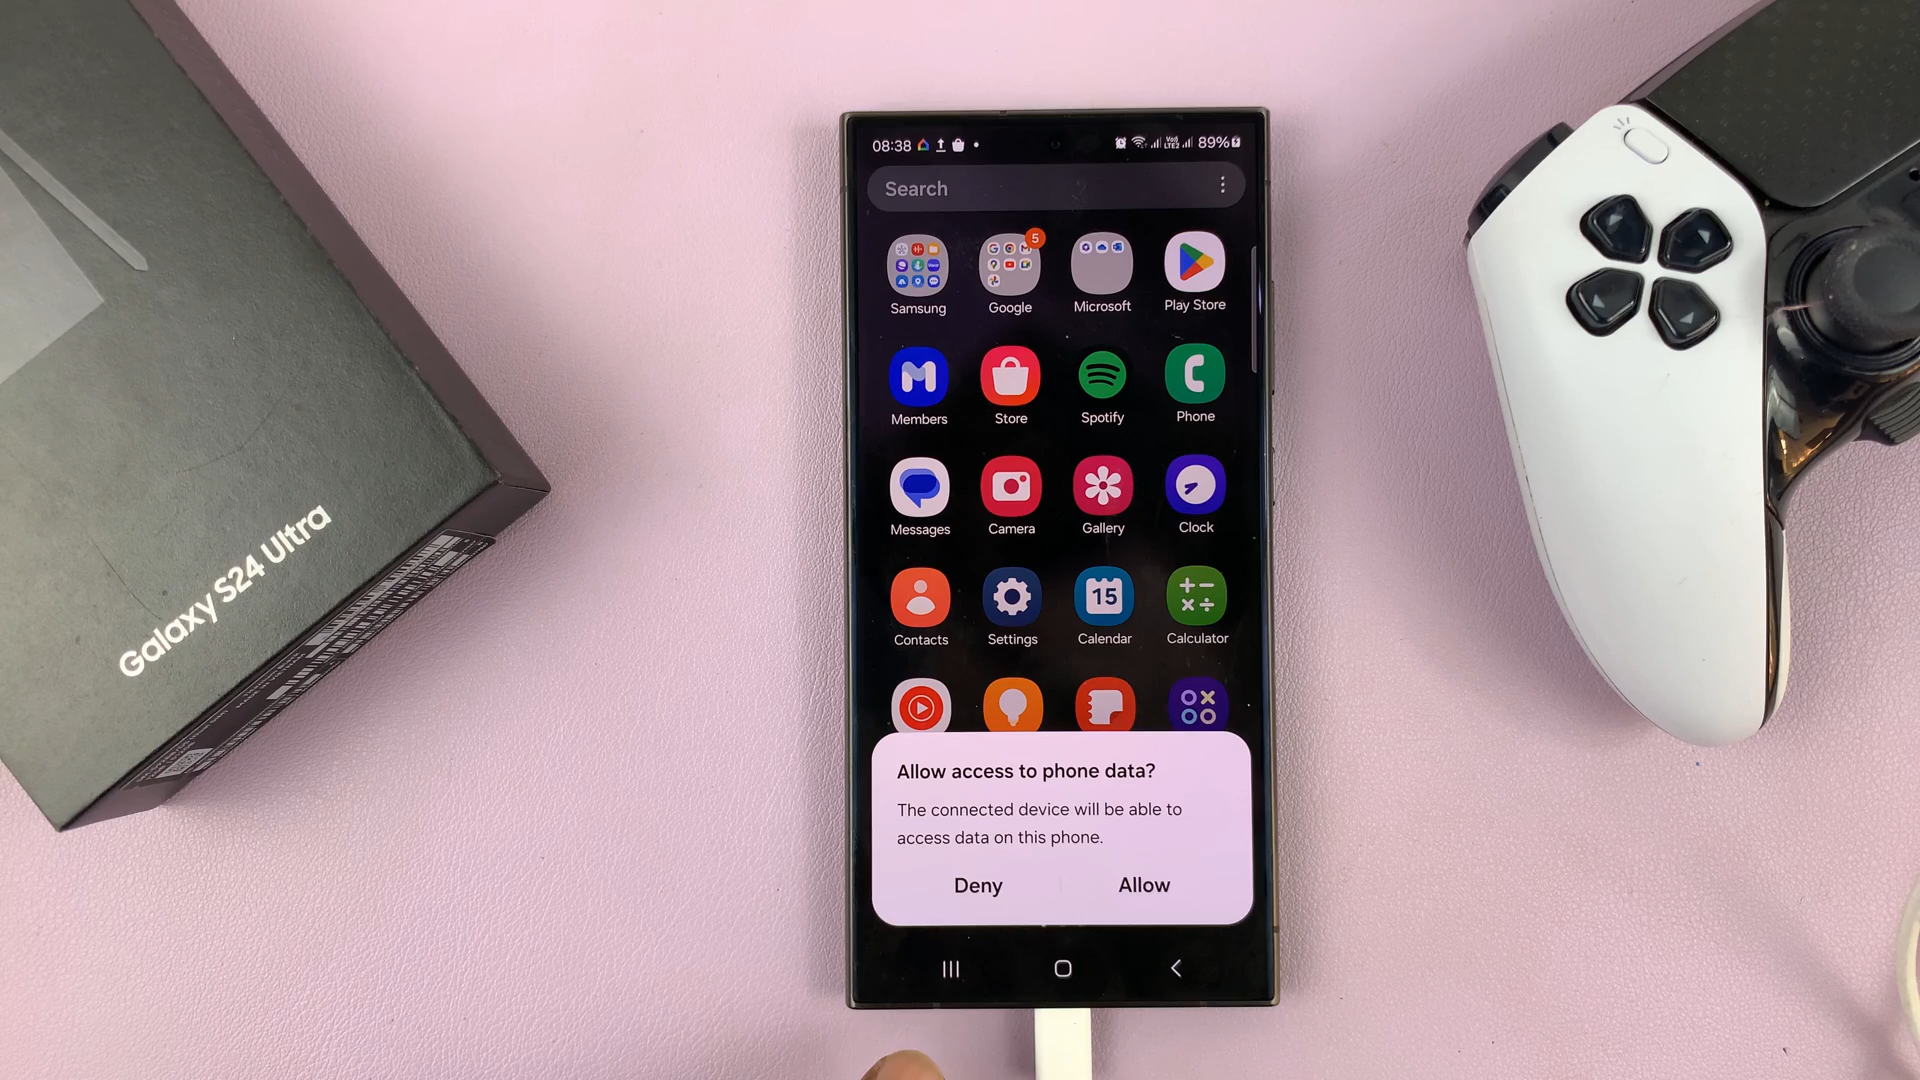 Galaxy S24 Ultra
08:38
89%
Search
5
Samsung
Google
Microsoft
Play Store
Members
Store
Spotify
Phone
Messages
Camera
Gallery
Clock
15
Contacts
Settings
Calendar
Calculator
Allow access to phone data?
The connected device will be able to
access data on this phone.
Deny
Allow